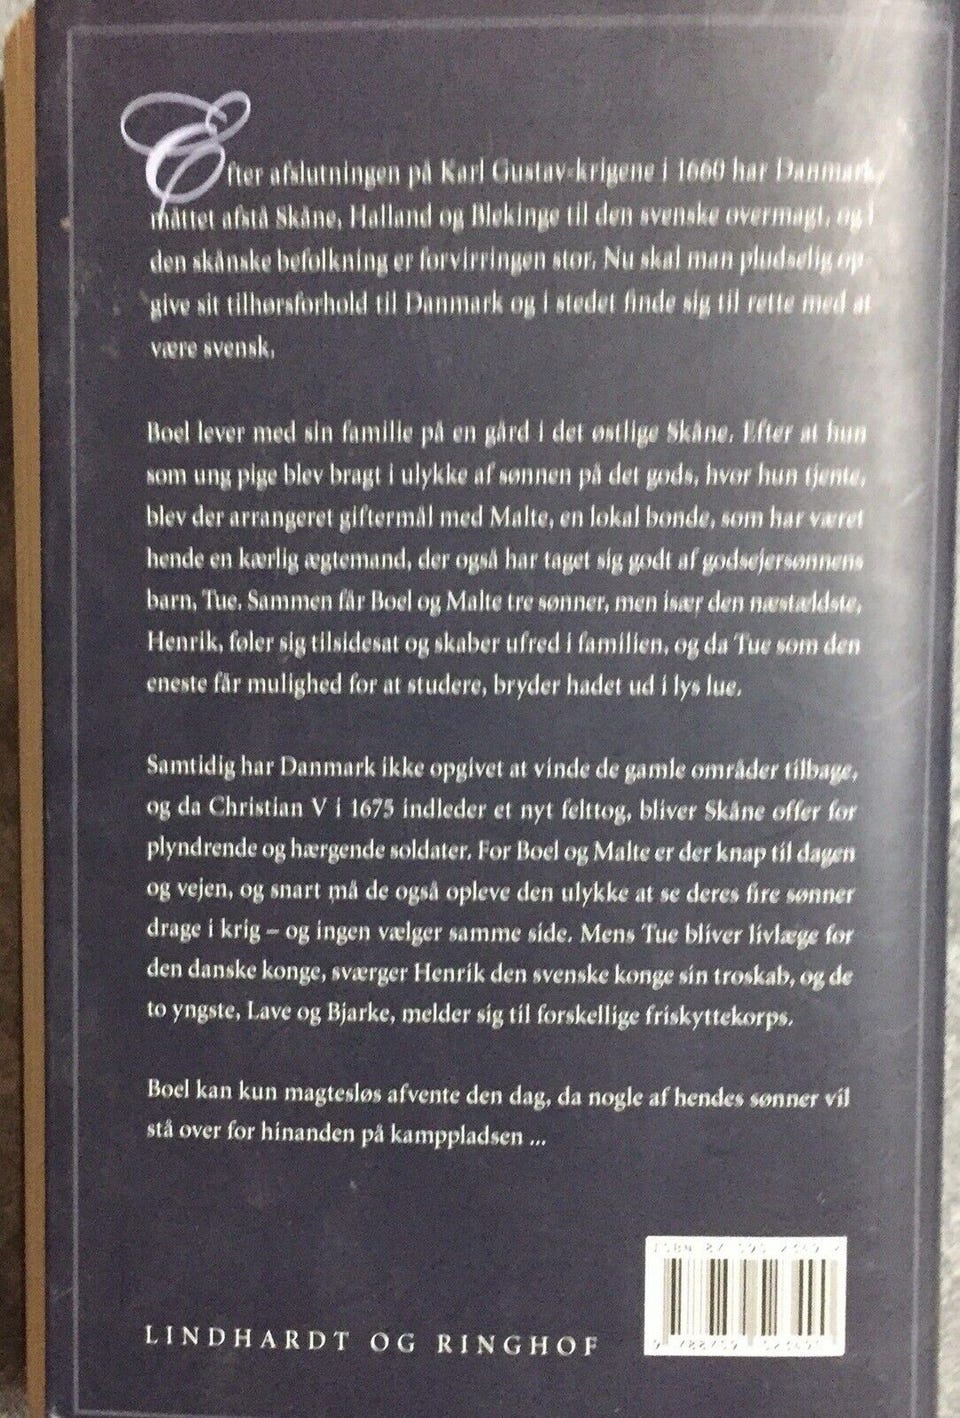 Efter afslutningen på Karl Gustav-krigene i 1660 har Danmark
måttet afstå Skåne, Halland og Blekinge til den svenske overmagt, og i
den skånske befolkning er forvirringen stor. Nu skal man pludselig op-
give sit tilhørsforhold til Danmark og i stedet finde sig til rette med at
være svensk.
Boel lever med sin familie på en gård i det østlige Skåne. Efter at hun
som ung pige blev bragt i ulykke af sønnen på det gods, hvor hun tjente,
blev der arrangeret giftermål med Malte, en lokal bonde, som har været
hende en kærlig ægtemand, der også har taget sig godt af godsejersønnens
barn, Tue. Sammen får Boel og Malte tre sønner, men især den næstældste,
Henrik, føler sig tilsidesat og skaber ufred i familien, og da Tue som den
eneste får mulighed for at studere, bryder hadet ud i lys lue.
Samtidig har Danmark ikke opgivet at vinde de gamle områder tilbage,
og da Christian V i 1675 indleder et nyt felttog, bliver Skåne offer for
plyndrende og hærgende soldater. For Boel og Malte er der knap til dagen
og vejen, og snart må de også opleve den ulykke at se deres fire sønner
drage i krig – og ingen vælger samme side. Mens Tue bliver livlæge for
den danske konge, sværger Henrik den svenske konge sin troskab, og de
to yngste, Lave og Bjarke, melder sig til forskellige friskyttekorps.
Boel kan kun magtesløs afvente den dag, da nogle af hendes sønner vil
stå over for hinanden på kamppladsen ...
ISBN
LINDHARDT OG RINGHOF